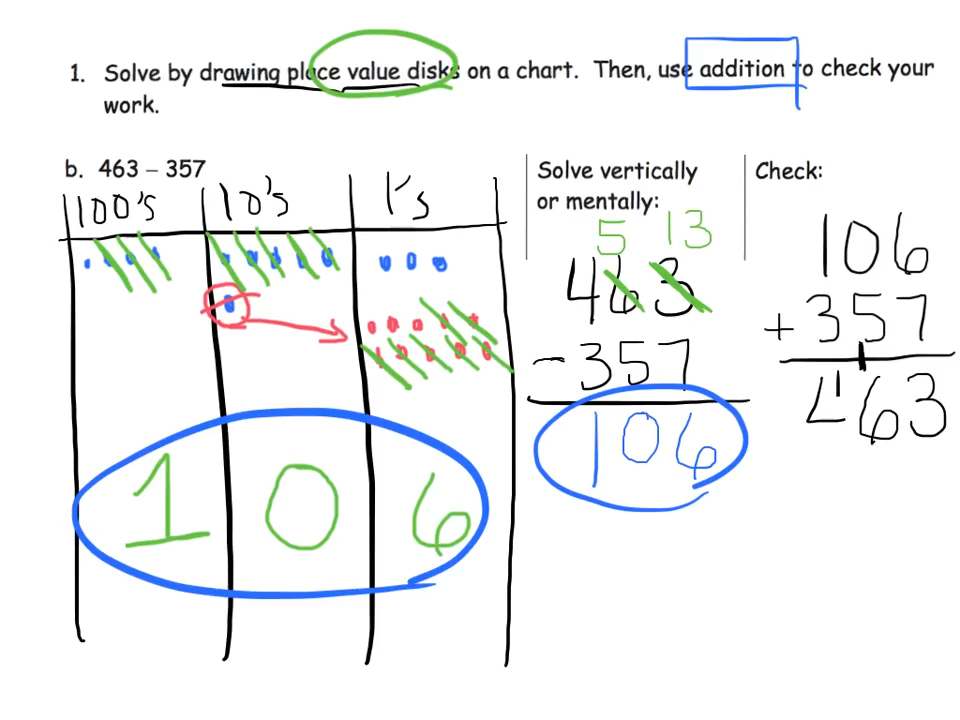 1. Solve by drawing place value disks on a chart. Then, use addition to check your
work.
b. 463 – 357
100's 10's 1's
1 0 6
Solve vertically
or mentally:
5 13
463
-357
106
Check:
106
+357
463